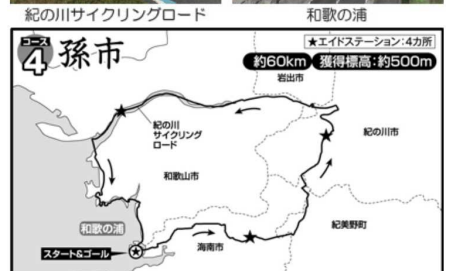 紀の川サイクリングロード
和歌の浦
コース
4 孫市
★エイドステーション:4カ所
約60km 獲得標高:約500m
岩出市
紀の川
サイクリング
ロード
紀の川市
和歌山市
和歌の浦
紀美野町
スタート&ゴール
海南市